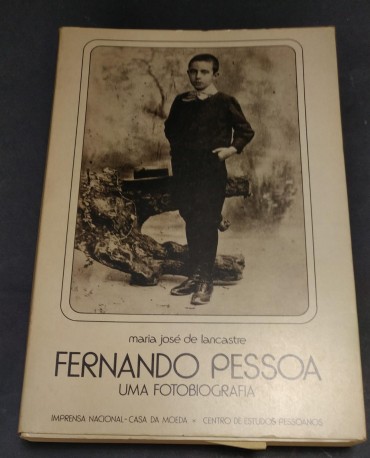 maria josé de lancastre
FERNANDO PESSOA
UMA FOTOBIOGRAFIA
IMPRENSA NACIONAL-CASA DA MOEDA • CENTRO DE ESTUDOS PESSOANOS